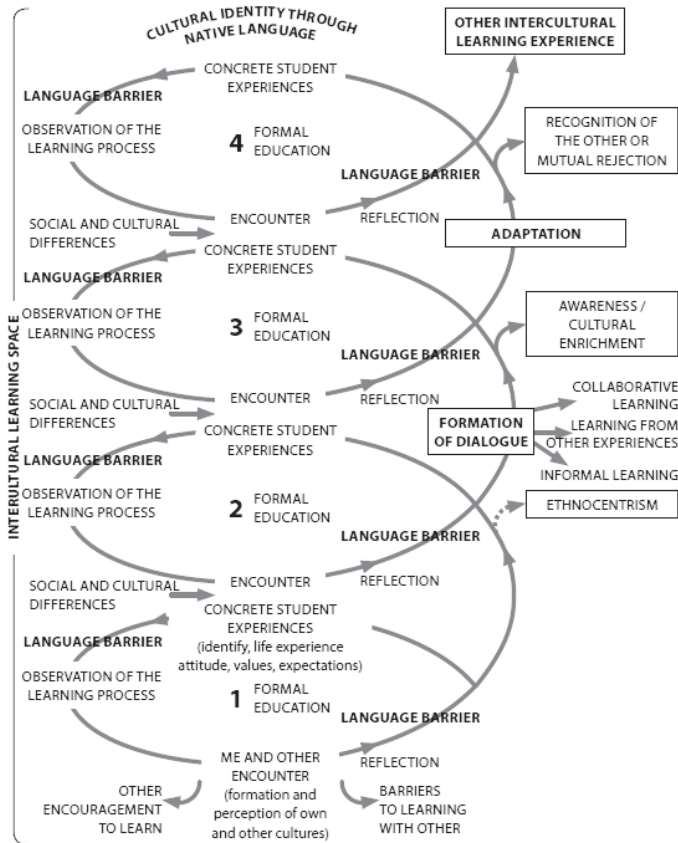 CULTURAL IDENTITY THROUGH
NATIVE LANGUAGE
OTHER INTERCULTURAL
LEARNING EXPERIENCE
CONCRETE STUDENT
EXPERIENCES
LANGUAGE BARRIER
OBSERVATION OF THE
LEARNING PROCESS
4 FORMAL
EDUCATION
RECOGNITION OF
THE OTHER OR
MUTUAL REJECTION
LANGUAGE BARRIER
SOCIAL AND CULTURAL
DIFFERENCES
ENCOUNTER
REFLECTION
ADAPTATION
CONCRETE STUDENT
EXPERIENCES
LANGUAGE BARRIER
OBSERVATION OF THE
LEARNING PROCESS
3 FORMAL
EDUCATION
AWARENESS /
CULTURAL
ENRICHMENT
LANGUAGE BARRIER
INTERCULTURAL LEARNING SPACE
SOCIAL AND CULTURAL
DIFFERENCES
ENCOUNTER
REFLECTION
FORMATION
OF DIALOGUE
COLLABORATIVE
LEARNING
LEARNING FROM
OTHER EXPERIENCES
INFORMAL LEARNING
CONCRETE STUDENT
EXPERIENCES
LANGUAGE BARRIER
OBSERVATION OF THE
LEARNING PROCESS
2 FORMAL
EDUCATION
ETHNOCENTRISM
LANGUAGE BARRIER
SOCIAL AND CULTURAL
DIFFERENCES
ENCOUNTER
REFLECTION
CONCRETE STUDENT
EXPERIENCES
(identify, life experience
attitude, values, expectations)
LANGUAGE BARRIER
OBSERVATION OF THE
LEARNING PROCESS
1 FORMAL
EDUCATION
LANGUAGE BARRIER
ME AND OTHER
ENCOUNTER
(formation and
perception of own
and other cultures)
REFLECTION
OTHER
ENCOURAGEMENT
TO LEARN
BARRIERS
TO LEARNING
WITH OTHER